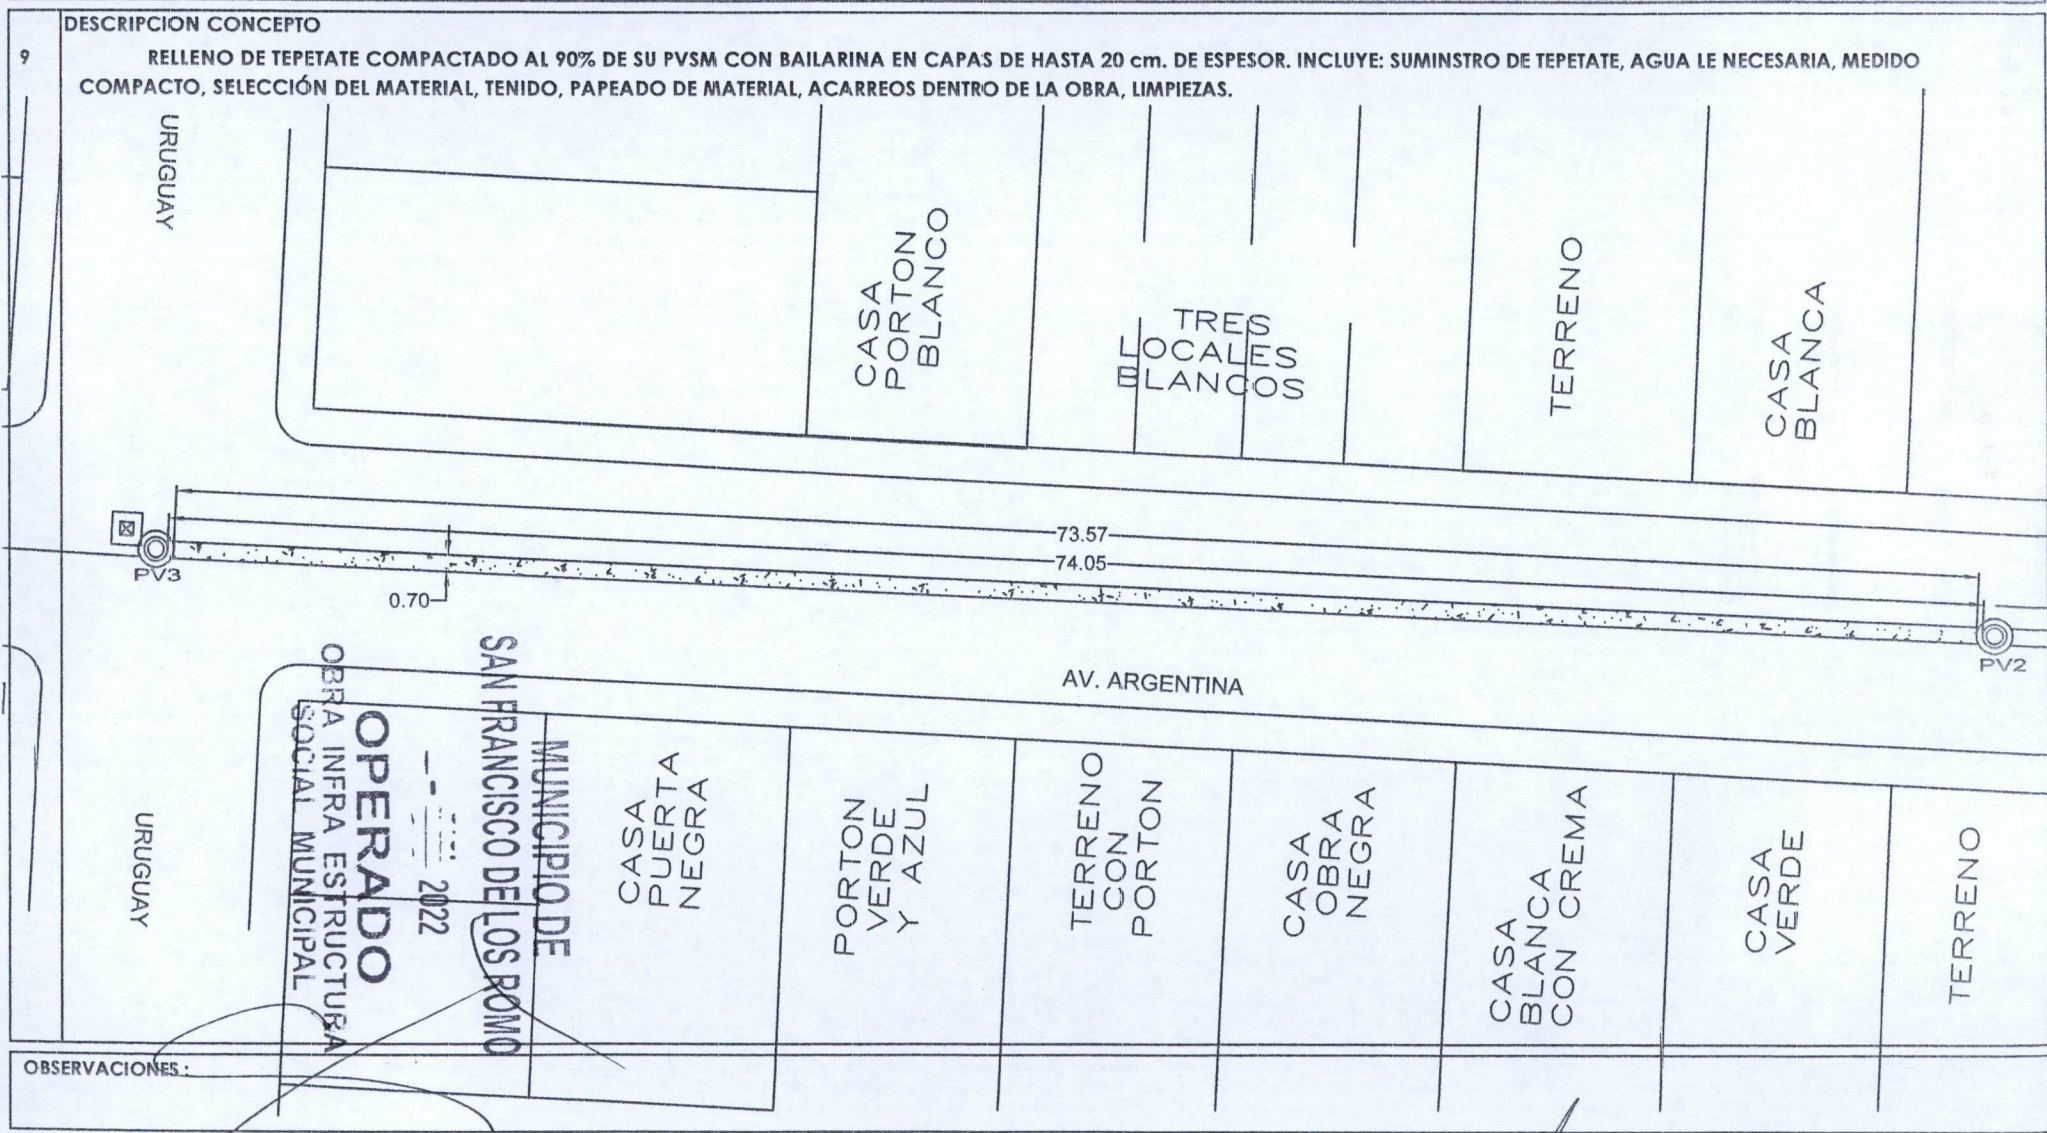 DESCRIPCION CONCEPTO
9
RELLENO DE TEPETATE COMPACTADO AL 90% DE SU PVSM CON BAILARINA EN CAPAS DE HASTA 20 cm. DE ESPESOR. INCLUYE: SUMINSTRO DE TEPETATE, AGUA LE NECESARIA, MEDIDO
COMPACTO, SELECCIÓN DEL MATERIAL, TENIDO, PAPEADO DE MATERIAL, ACARREOS DENTRO DE LA OBRA, LIMPIEZAS.
URUGUAY
CASA
PORTON
BLANCO
TRES
LOCALES
BLANCOS
TERRENO
CASA
BLANCA
73.57
74.05
PV3
0.70
PV2
AV. ARGENTINA
URUGUAY
MUNICIPIO DE
SAN FRANCISCO DE LOS ROMO
2022
OPERADO
OBRA INFRA ESTRUCTURA
SOCIAL MUNICIPAL
CASA
PUERTA
NEGRA
PORTON
VERDE
Y AZUL
TERRENO
CON
PORTON
CASA
OBRA
NEGRA
CASA
BLANCA
CON CREMA
CASA
VERDE
TERRENO
OBSERVACIONES :